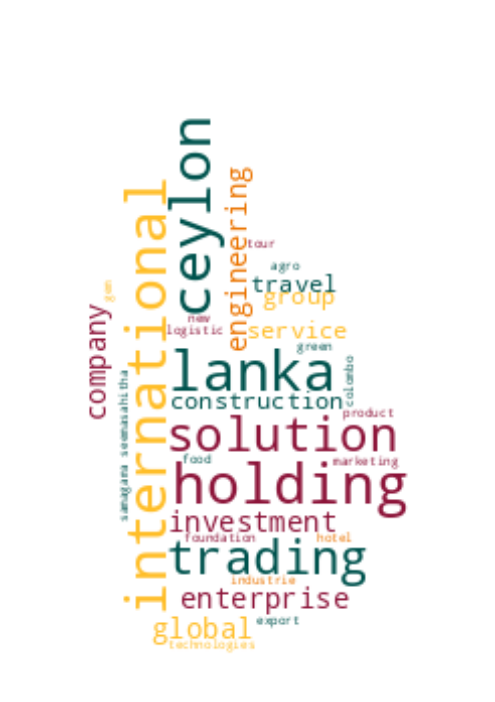 ceylon
international
engineering
tour
agro
travel
gem
group
company
new
logistic
service
green
lanka
colombo
samagama seemasahitha
construction
product
solution
food
marketing
holding
investment
foundation
hotel
trading
industrie
enterprise
export
global
technologies